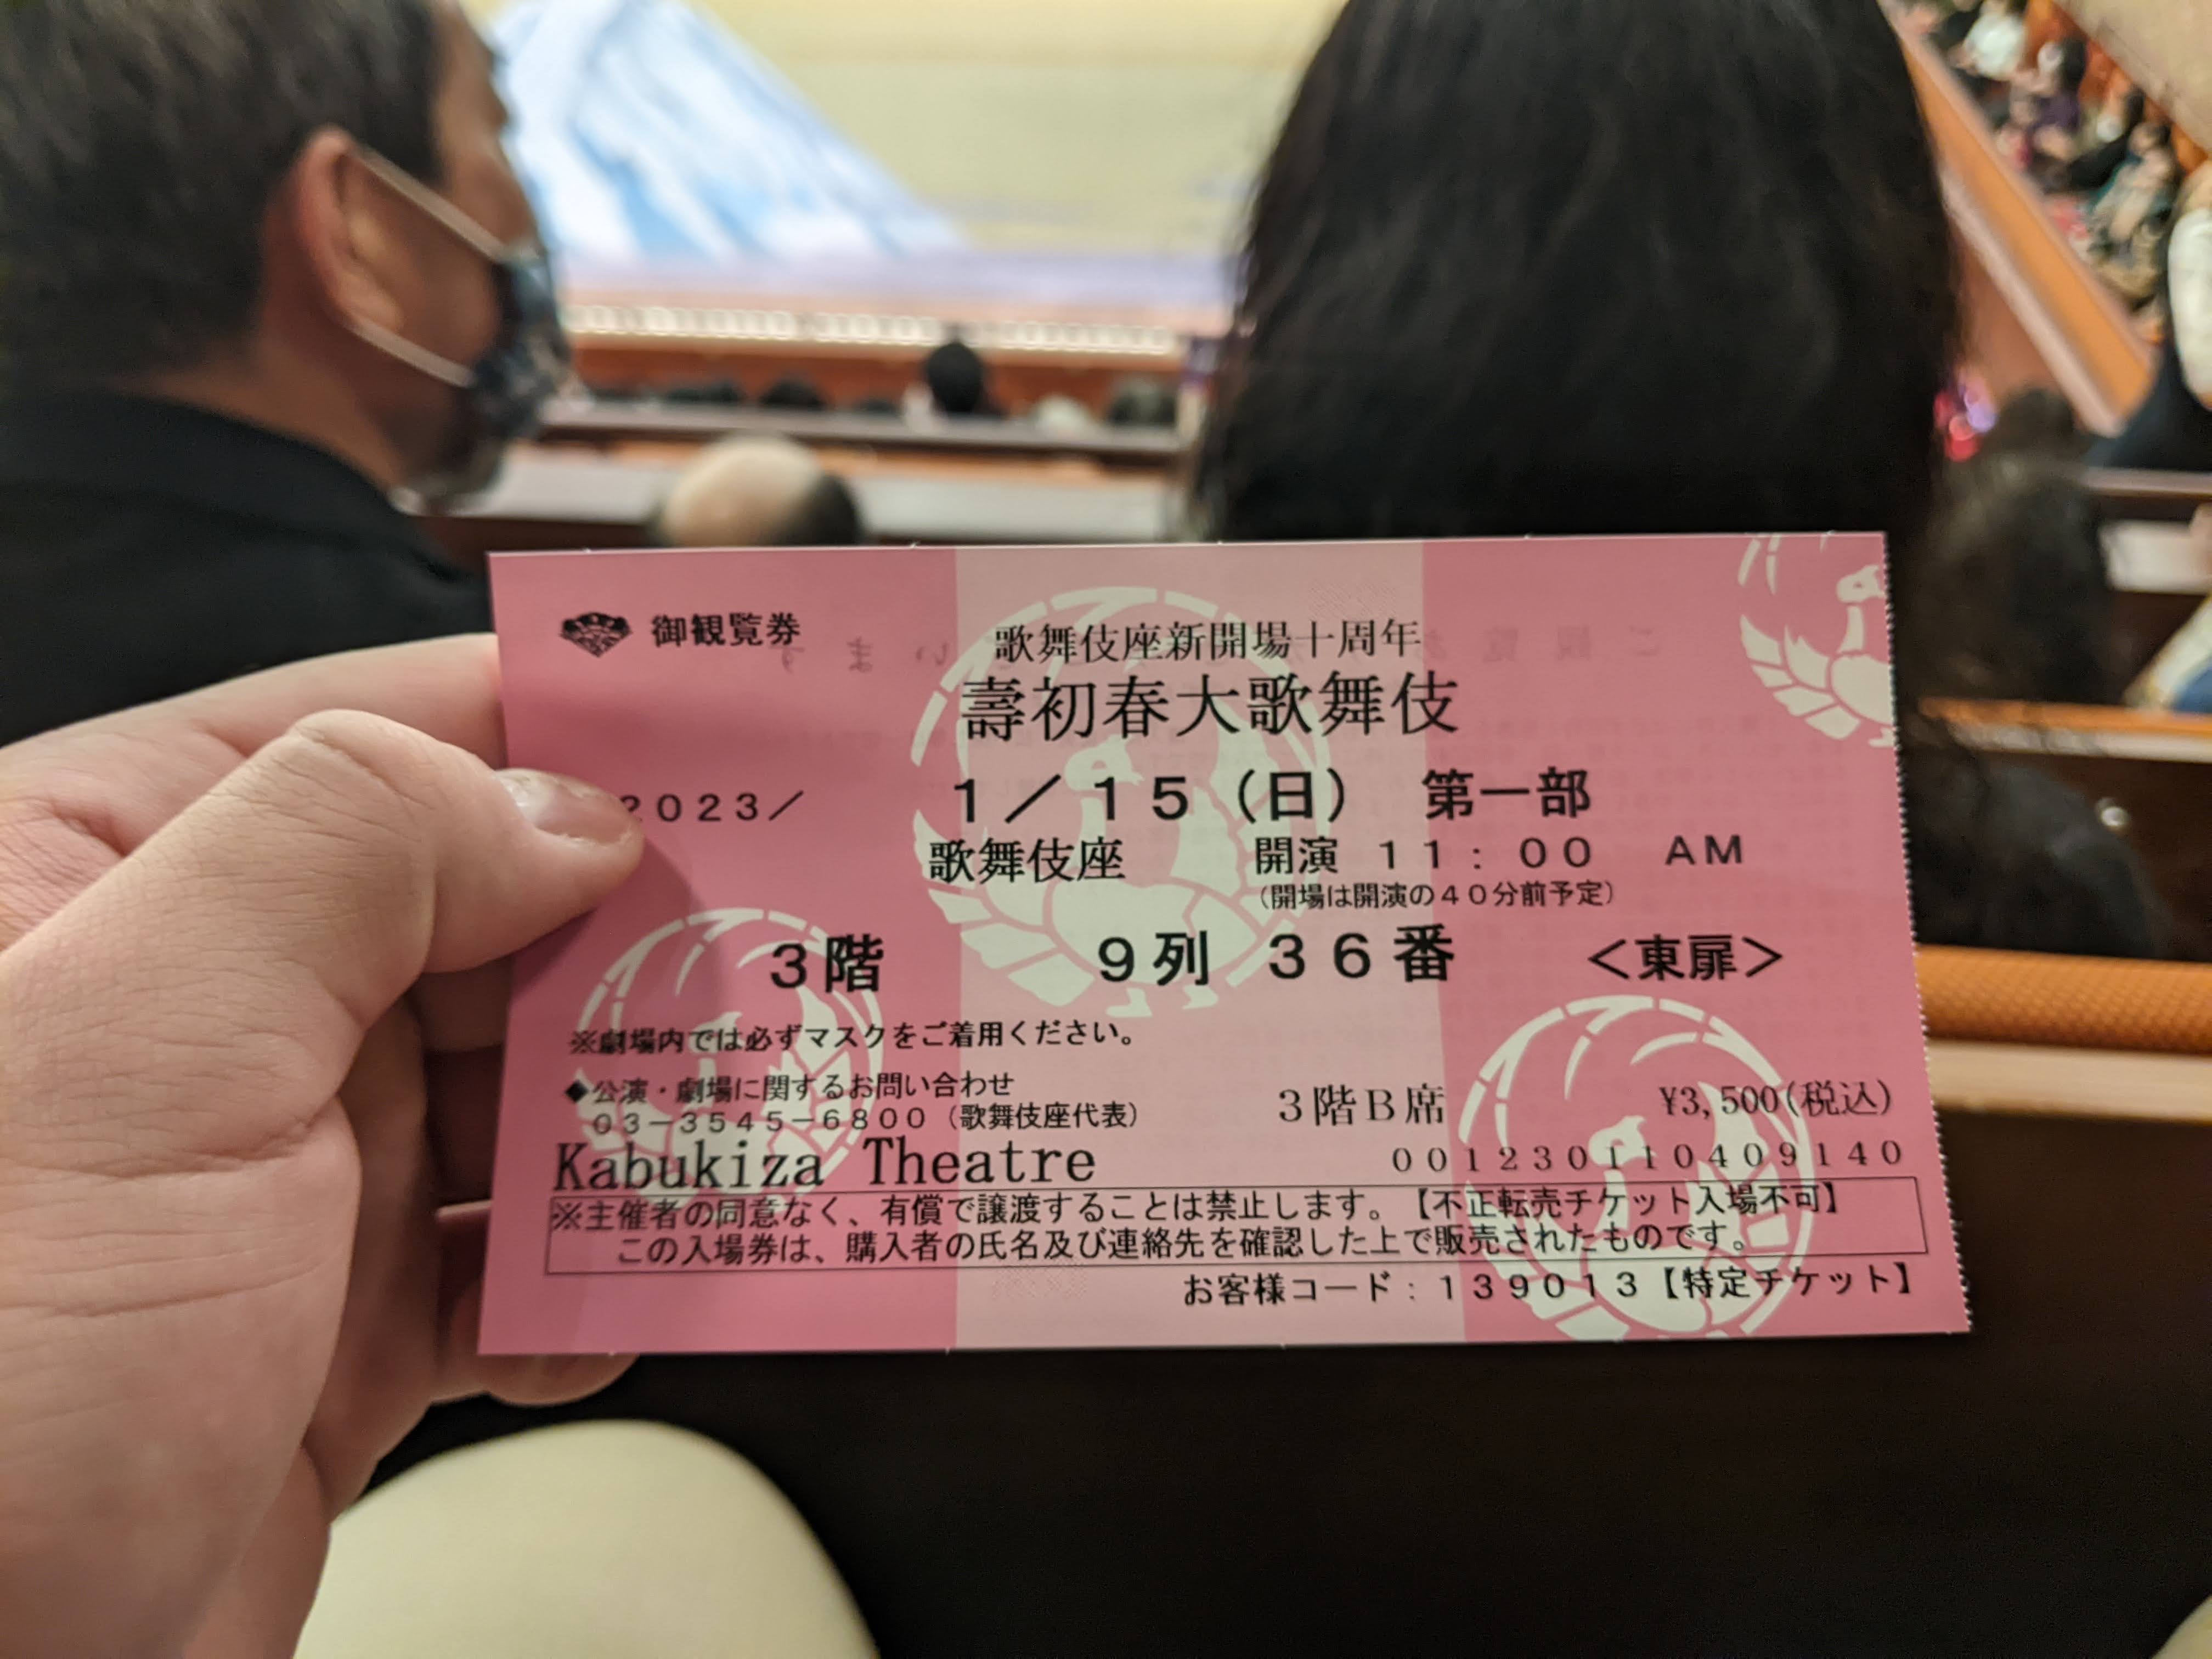 御観覧券
歌舞伎座新開場十周年
壽初春大歌舞伎
2023／ 1／15（日） 第一部
歌舞伎座 開演 11：00 AM
（開場は開演の40分前予定）
3階 9列 36番 ＜東扉＞
※劇場内では必ずマスクをご着用ください。
◆公演・劇場に関するお問い合わせ
03－3545－6800（歌舞伎座代表）
3階B席 ¥3,500(税込)
Kabukiza Theatre
0012301110409140
※主催者の同意なく、有償で譲渡することは禁止します。【不正転売チケット入場不可】
この入場券は、購入者の氏名及び連絡先を確認した上で販売されたものです。
お客様コード：139013【特定チケット】